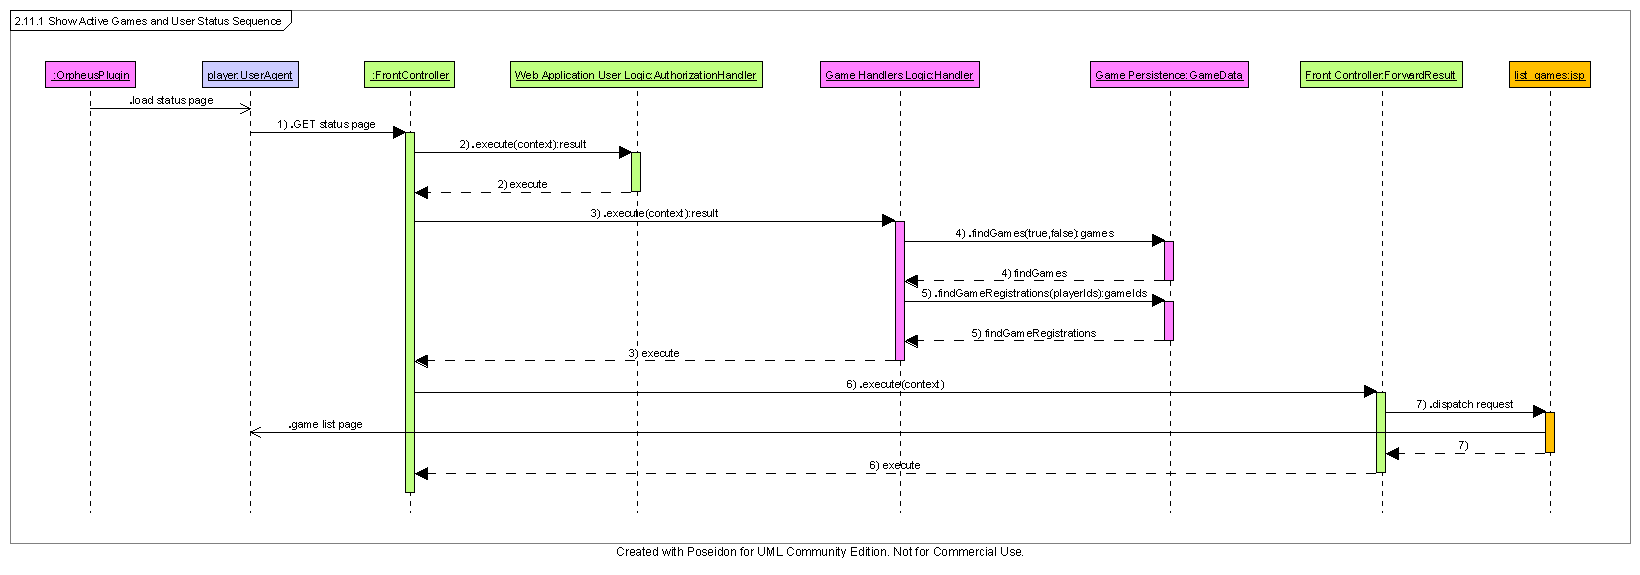 2.11.1 Show Active Games and User Status Sequence
:OrpheusPlugin
player:UserAgent
:FrontController
Web Application User Logic:AuthorizationHandler
Game Handlers Logic:Handler
Game Persistence:GameData
Front Controller:ForwardResult
list_games:jsp
.load status page
1) .GET status page
2) .execute(context):result
2) execute
3) .execute(context):result
4) .findGames(true,false):games
4) findGames
5) .findGameRegistrations(playerIds):gameIds
5) findGameRegistrations
3) execute
6) .execute(context)
7) .dispatch request
.game list page
7)
6) execute
Created with Poseidon for UML Community Edition. Not for Commercial Use.